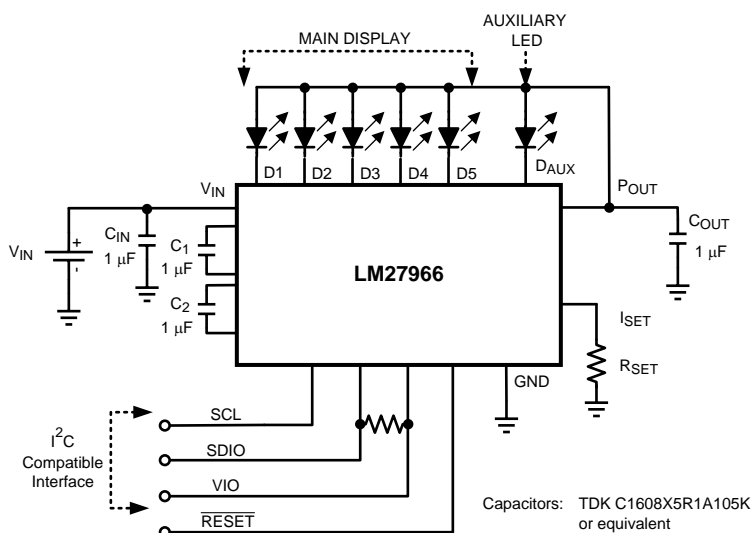 MAIN DISPLAY
AUXILIARY
LED
D1
D2
D3
D4
D5
DAUX
VIN
POUT
VIN
+
-
CIN
1 μF
C1
1 μF
C2
1 μF
LM27966
COUT
1 μF
ISET
RSET
GND
SCL
SDIO
VIO
RESET
I2C
Compatible
Interface
Capacitors: TDK C1608X5R1A105K
or equivalent